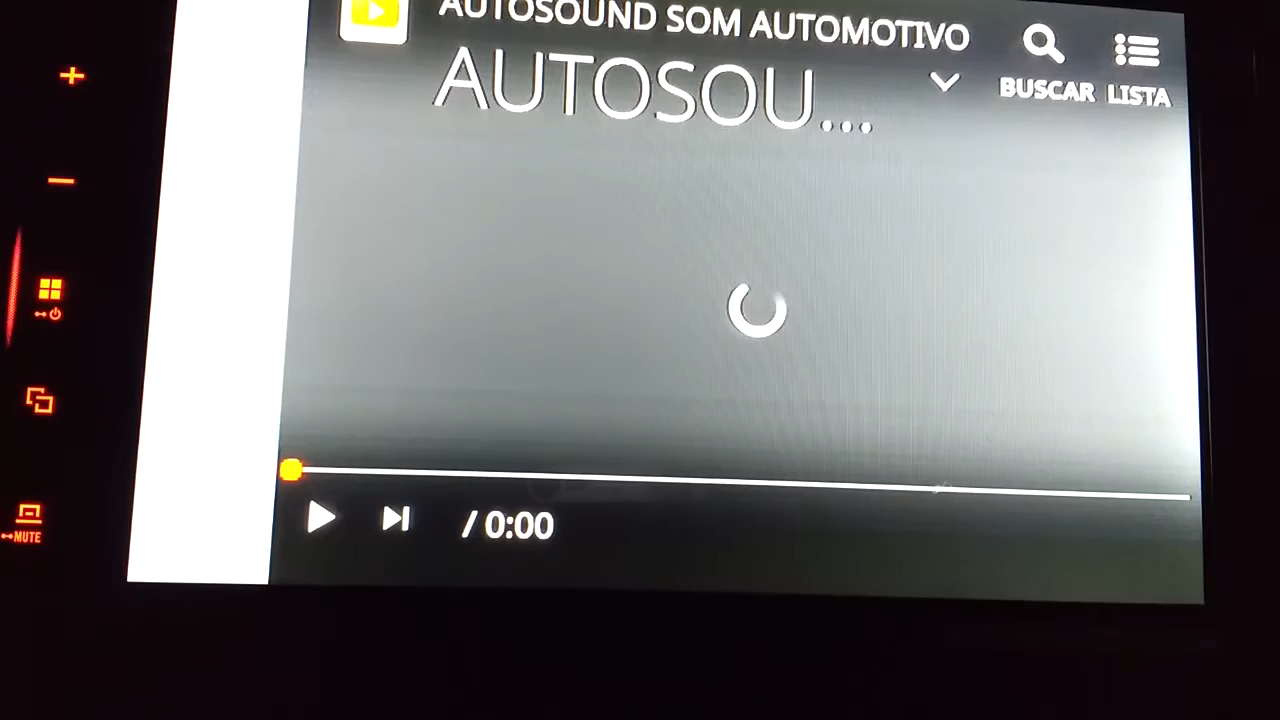 AUTOSOUND SOM AUTOMOTIVO
AUTOSOU...
BUSCAR LISTA
/ 0:00
MUTE